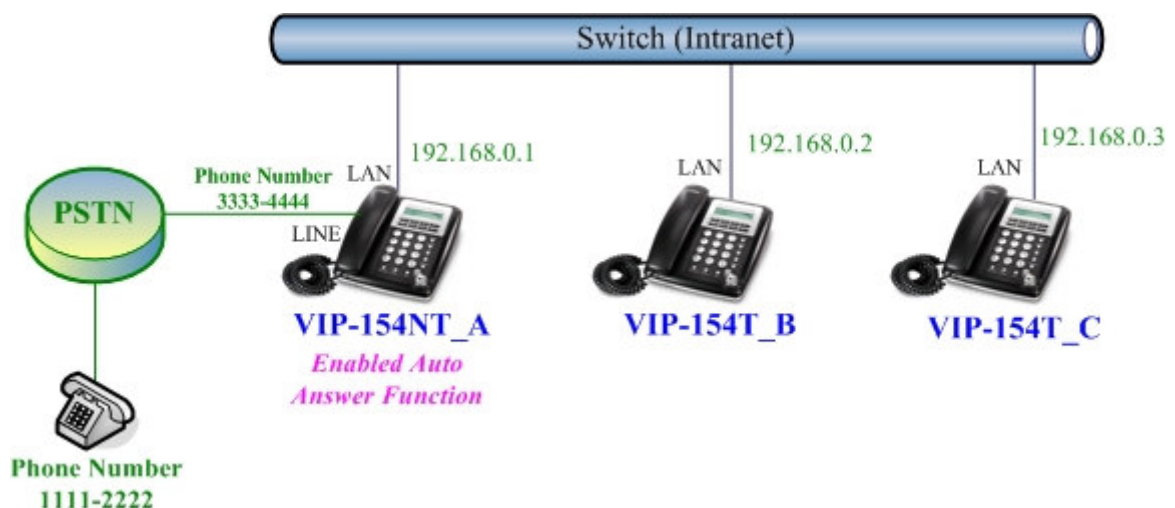 Switch (Intranet)
192.168.0.1
192.168.0.2
192.168.0.3
Phone Number
3333-4444
LAN
LAN
LAN
PSTN
LINE
VIP-154NT_A
VIP-154T_B
VIP-154T_C
Enabled Auto
Answer Function
Phone Number
1111-2222